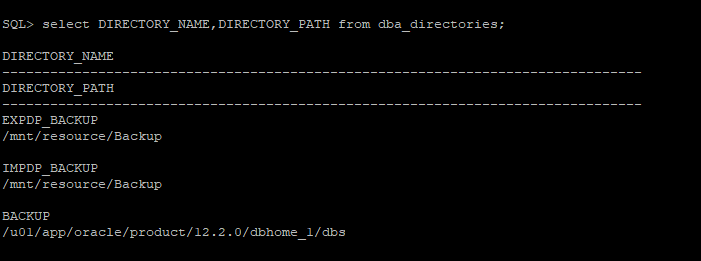 SQL> select DIRECTORY_NAME,DIRECTORY_PATH from dba_directories;
DIRECTORY_NAME
--------------------------------------------------------------------------------
DIRECTORY_PATH
--------------------------------------------------------------------------------
EXPDP_BACKUP
/mnt/resource/Backup
IMPDP_BACKUP
/mnt/resource/Backup
BACKUP
/u01/app/oracle/product/12.2.0/dbhome_1/dbs